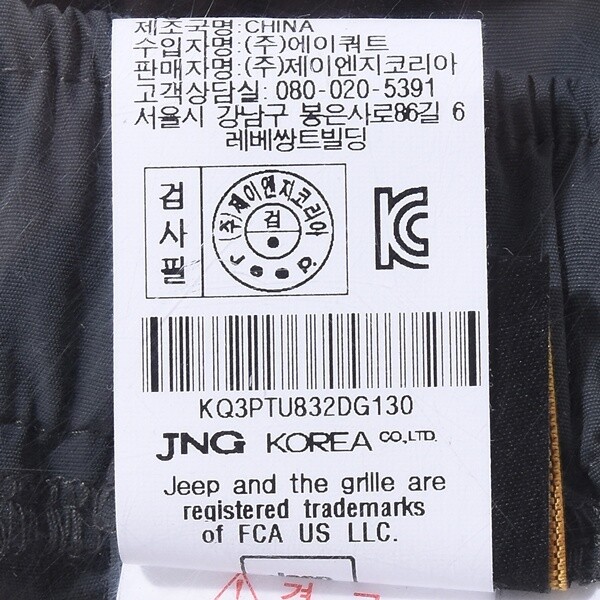 제조국명:CHINA
수입자명:(주)에이쿼트
판매자명:(주)제이엔지코리아
고객상담실: 080-020-5391
서울시 강남구 봉은사로86길 6
레베쌍트빌딩
검사필
(주)제이엔지코리아
검
KC
KQ3PTU832DG130
JNG KOREA CO.,LTD.
Jeep and the grille are
registered trademarks
of FCA US LLC.